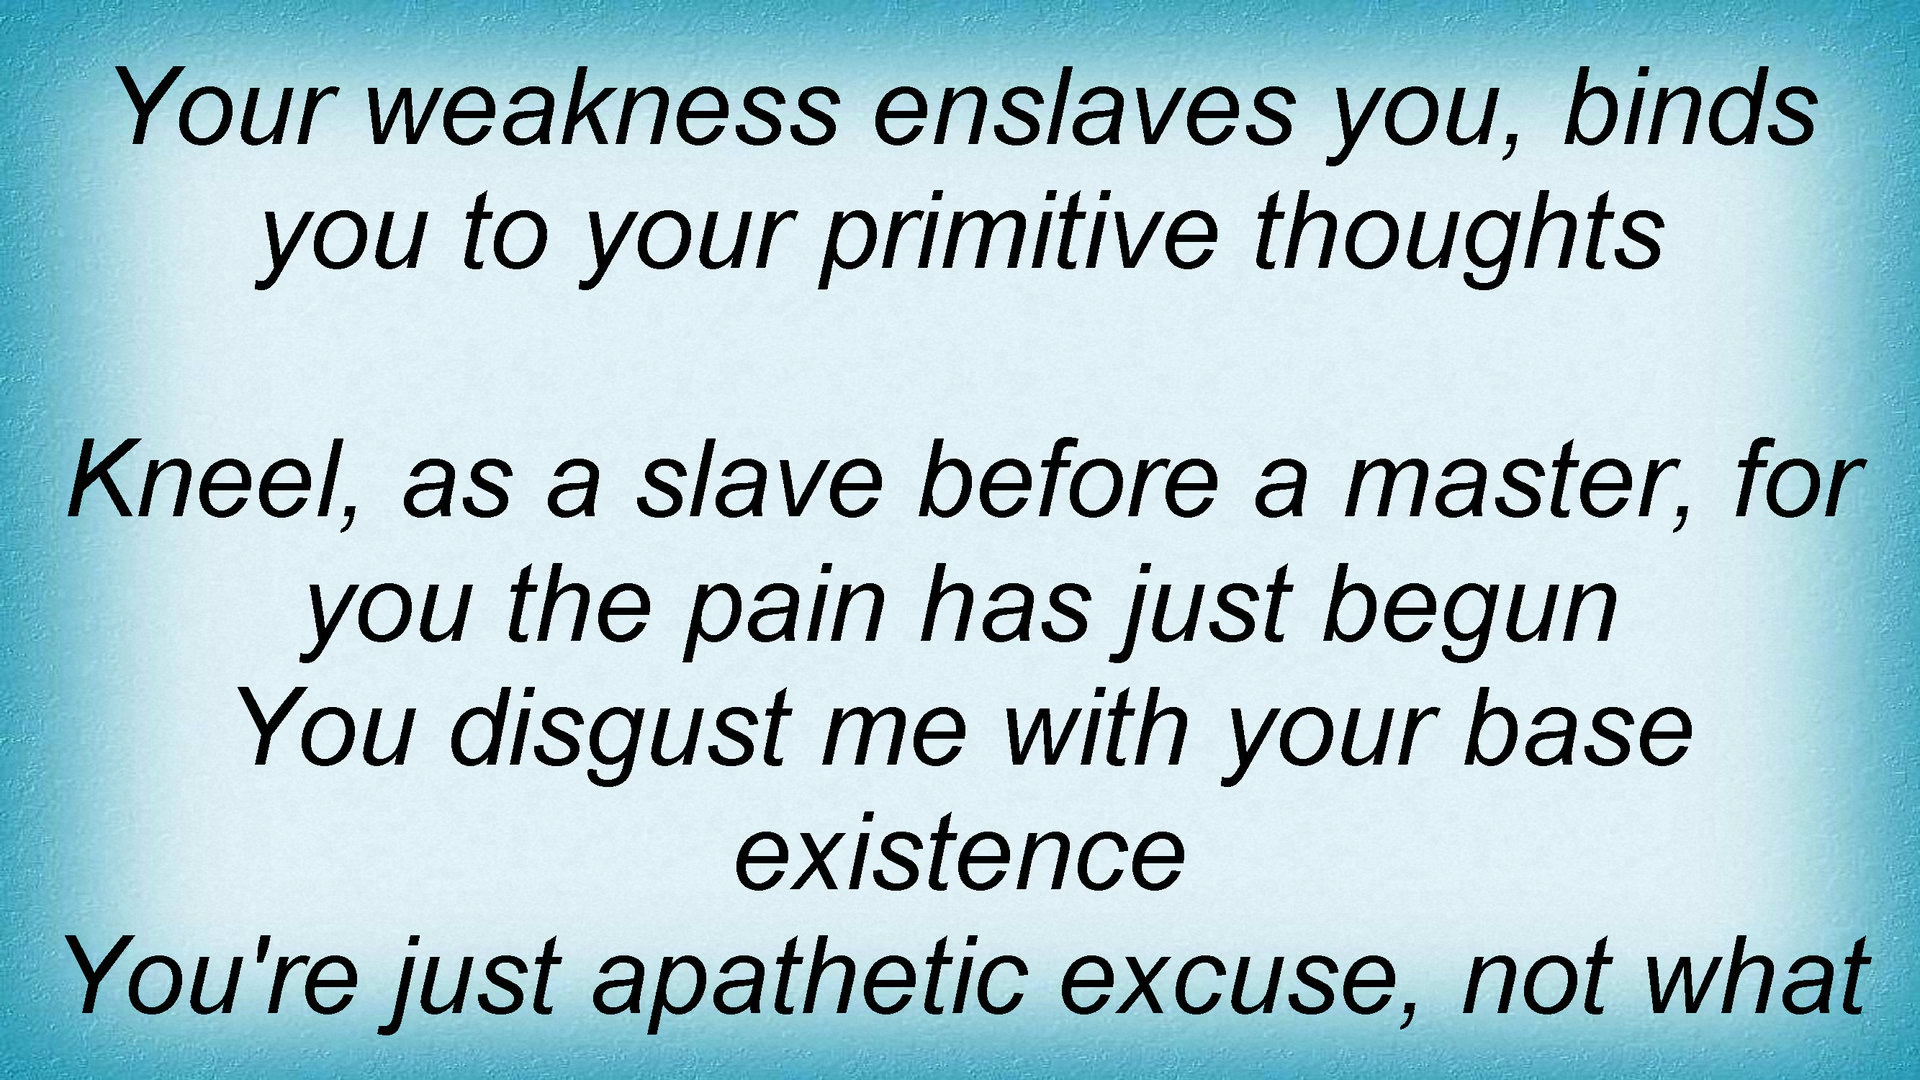 Your weakness enslaves you, binds
you to your primitive thoughts
Kneel, as a slave before a master, for
you the pain has just begun
You disgust me with your base
existence
You're just apathetic excuse, not what